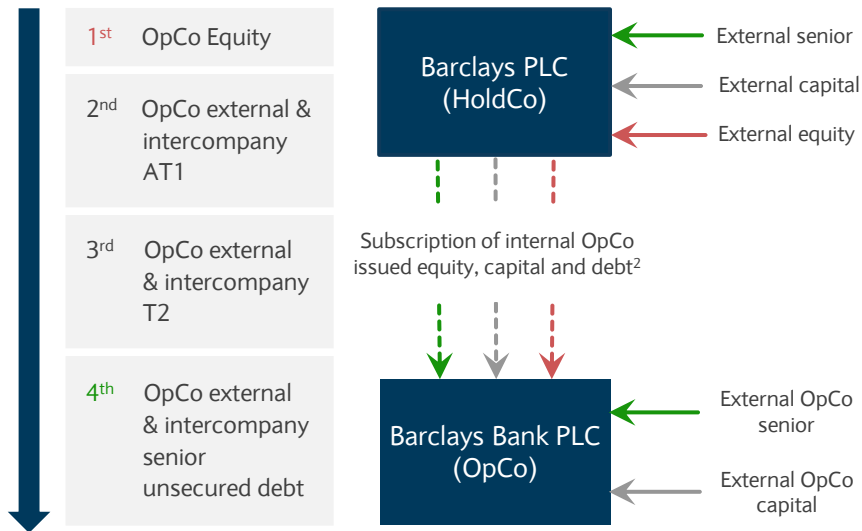 1st OpCo Equity
2nd OpCo external &
intercompany
AT1
3rd OpCo external
& intercompany
T2
4th OpCo external
& intercompany
senior
unsecured debt
Barclays PLC
(HoldCo)
External senior
External capital
External equity
Subscription of internal OpCo
issued equity, capital and debt2
Barclays Bank PLC
(OpCo)
External OpCo
senior
External OpCo
capital